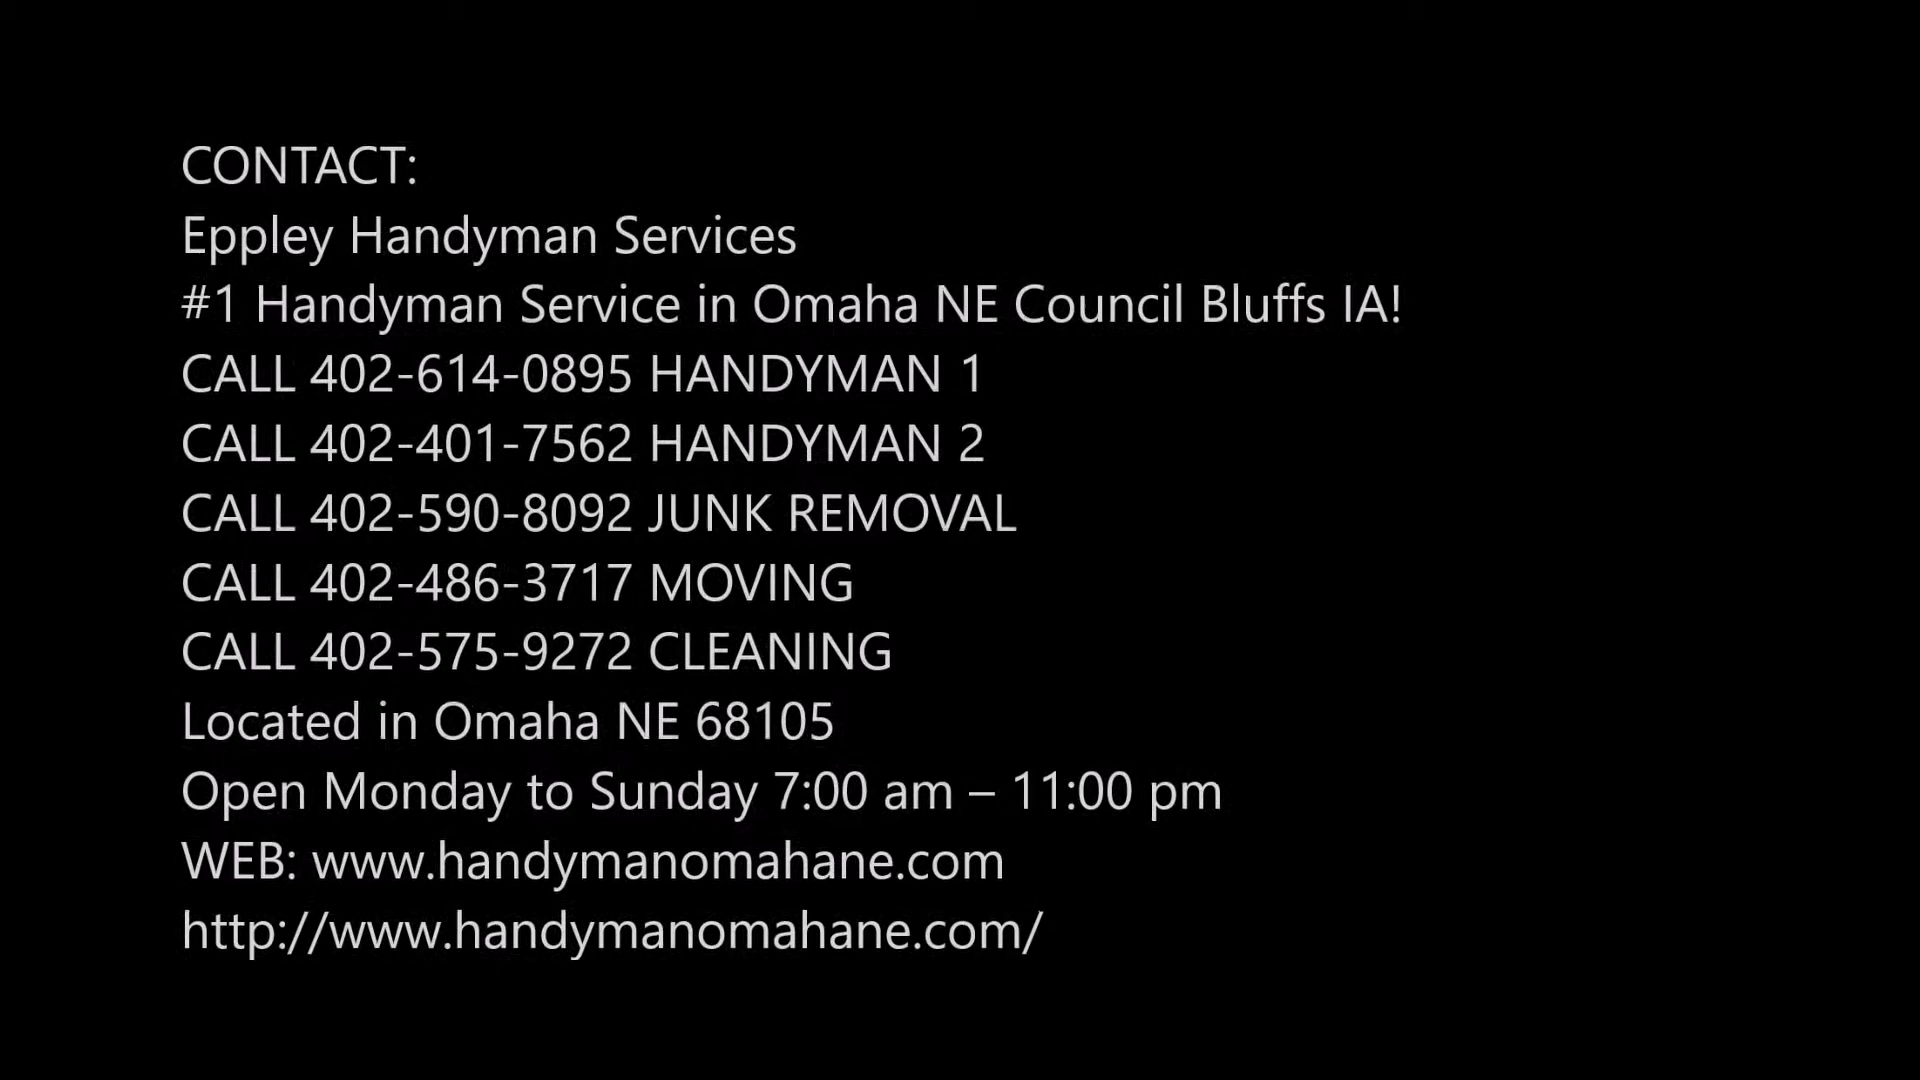 CONTACT:
Eppley Handyman Services
#1 Handyman Service in Omaha NE Council Bluffs IA!
CALL 402-614-0895 HANDYMAN 1
CALL 402-401-7562 HANDYMAN 2
CALL 402-590-8092 JUNK REMOVAL
CALL 402-486-3717 MOVING
CALL 402-575-9272 CLEANING
Located in Omaha NE 68105
Open Monday to Sunday 7:00 am – 11:00 pm
WEB: www.handymanomahane.com
http://www.handymanomahane.com/